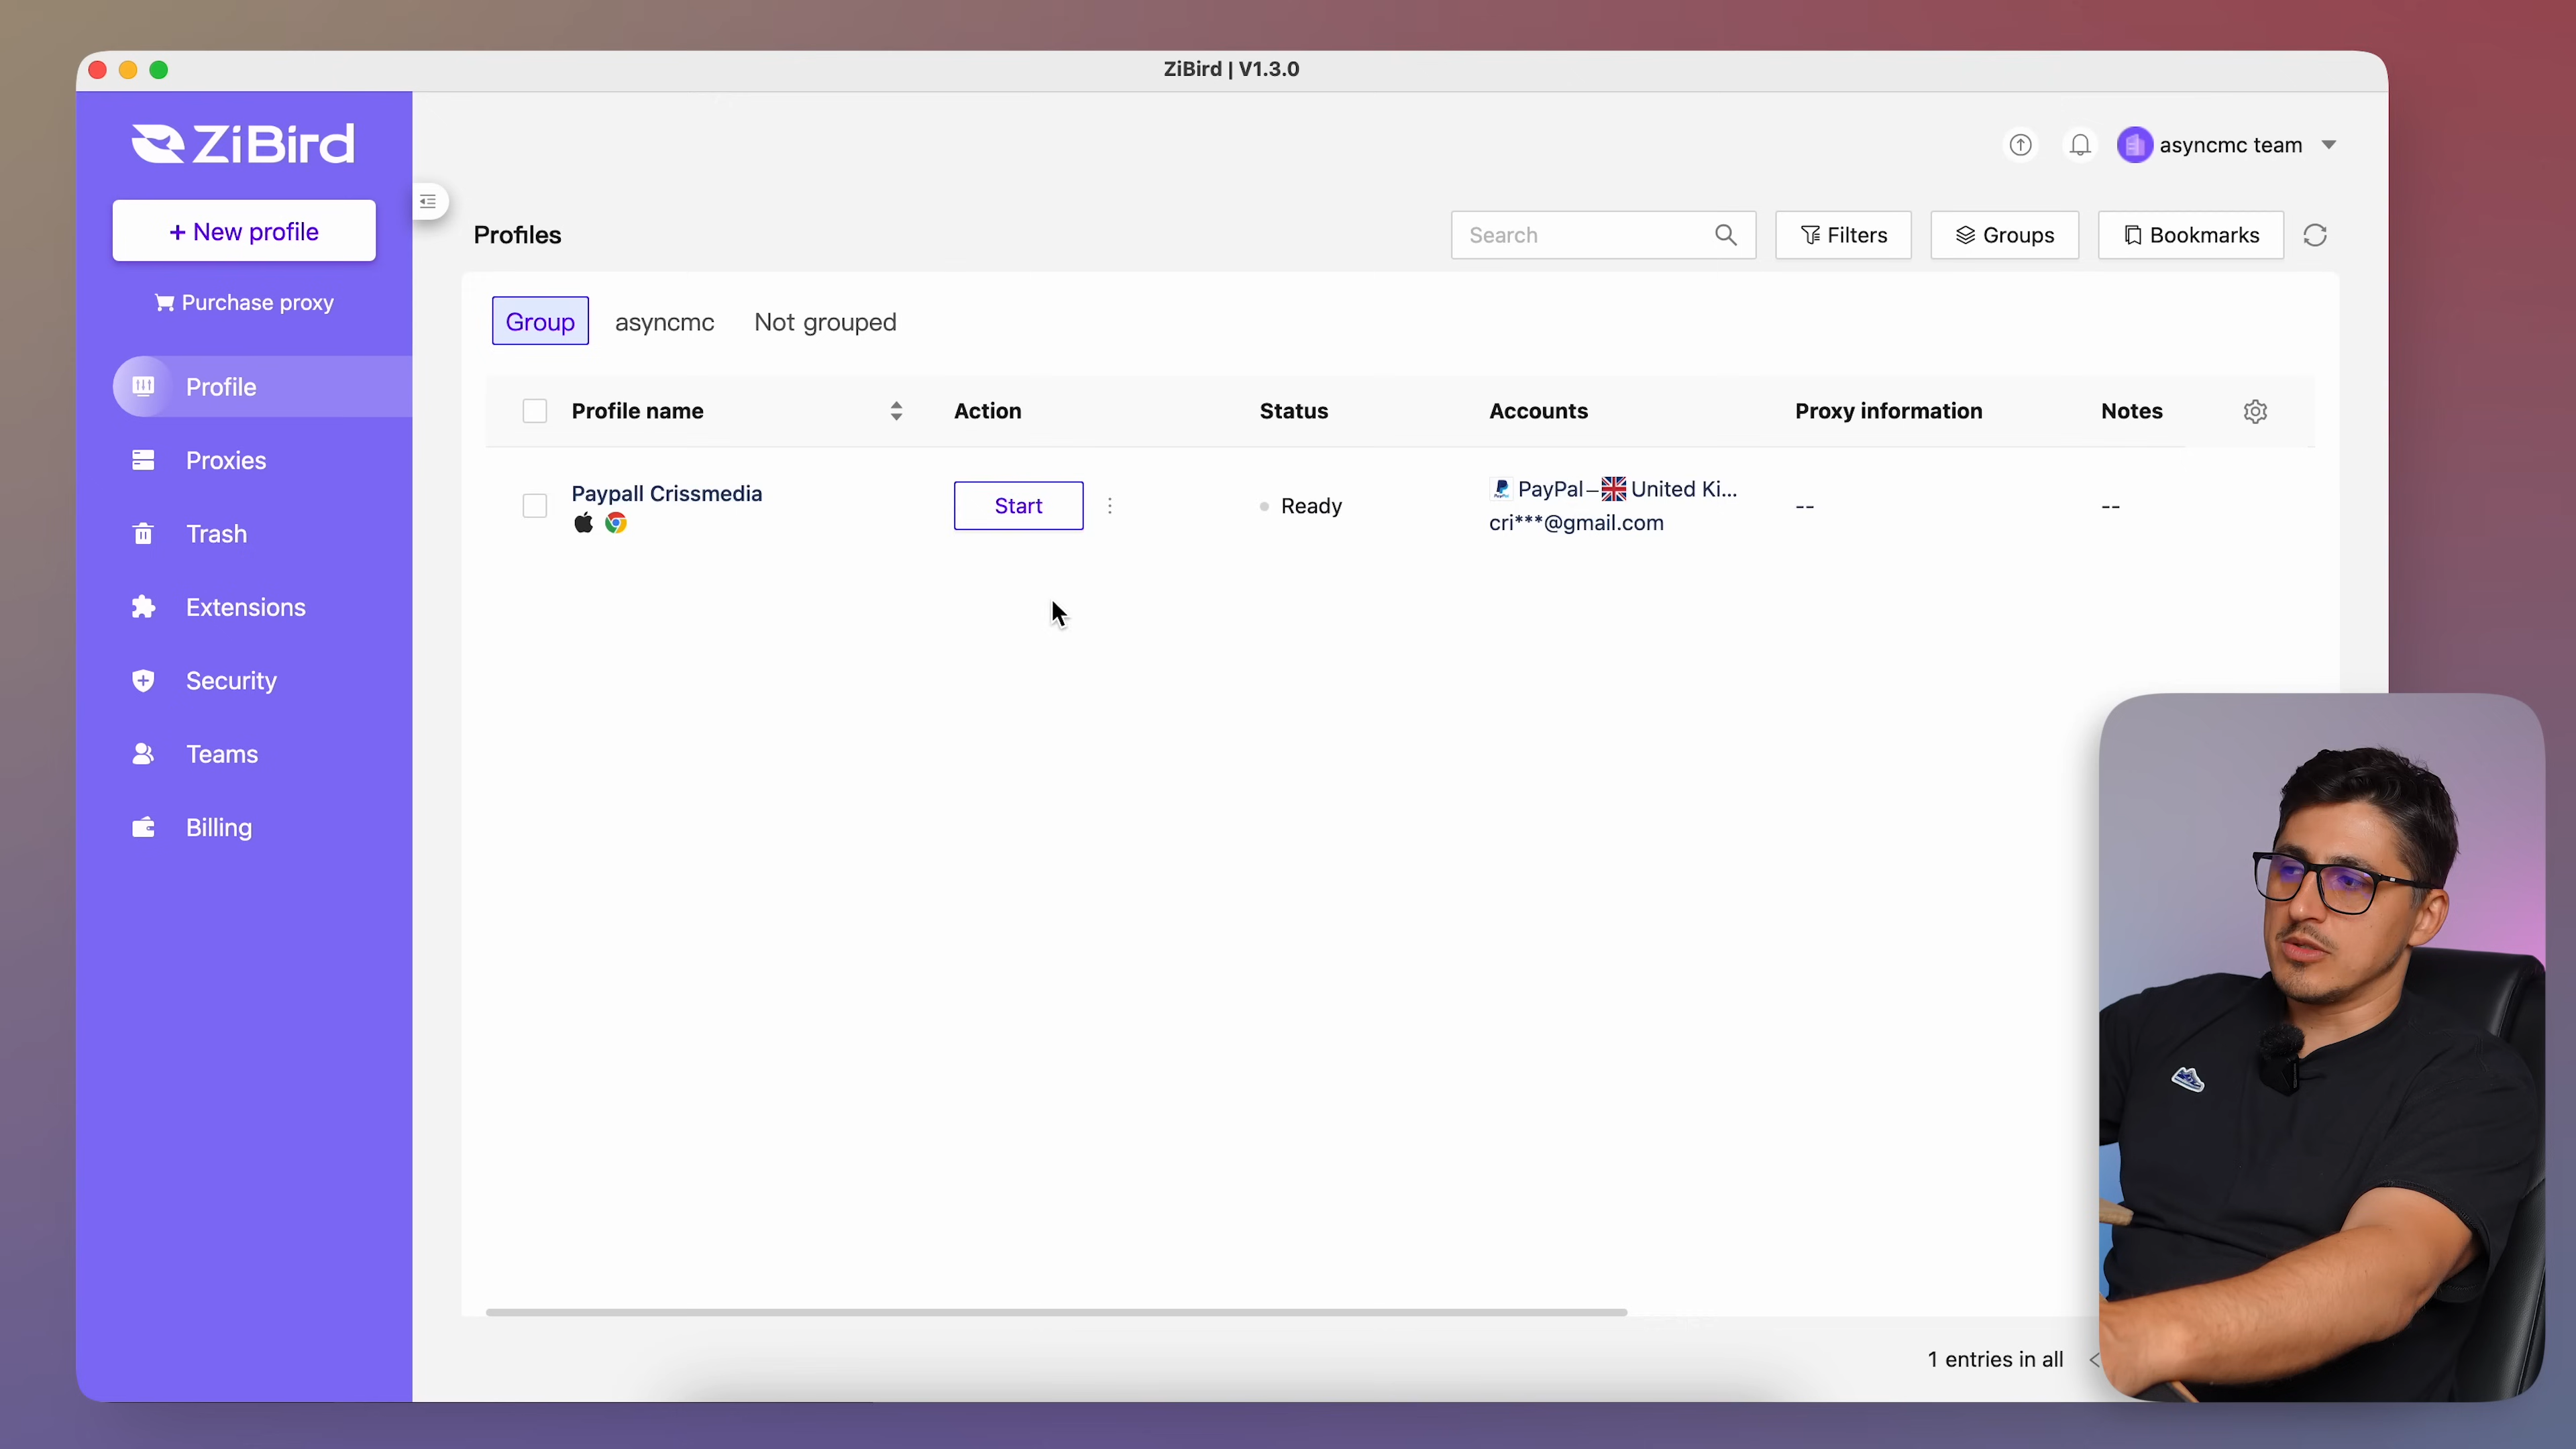 ZiBird | V1.3.0
ZiBird
asyncmc team
+ New profile
Purchase proxy
Profiles
Search
Filters
Groups
Bookmarks
Group
asyncmc
Not grouped
Profile
Proxies
Trash
Extensions
Security
Teams
Billing
Profile name
Action
Status
Accounts
Proxy information
Notes
Paypall Crissmedia
Start
Ready
PayPal – United Ki...
cri***@gmail.com
--
--
1 entries in all